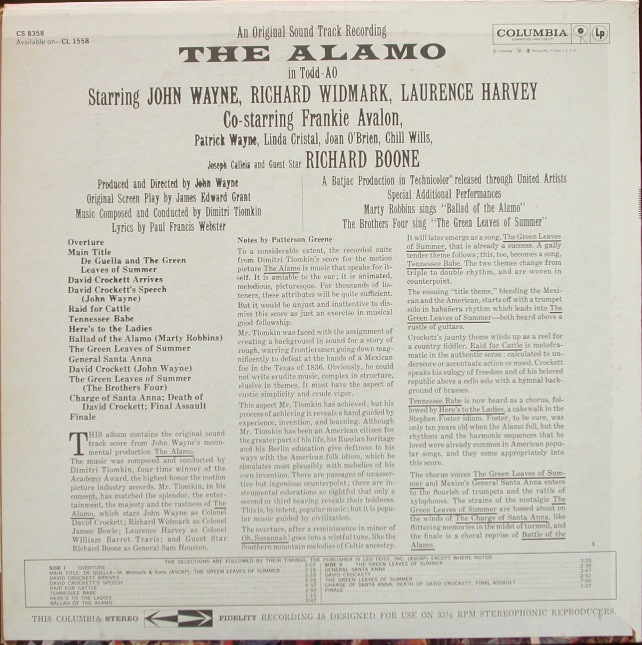 CS 8358
Available on—CL 1558
An Original Sound Track Recording
COLUMBIA
Lp
THE ALAMO
in Todd-AO
Starring JOHN WAYNE, RICHARD WIDMARK, LAURENCE HARVEY
Co-starring Frankie Avalon,
Patrick Wayne, Linda Cristal, Joan O'Brien, Chill Wills,
Joseph Calleia and Guest Star RICHARD BOONE
Produced and Directed by John Wayne
Original Screen Play by James Edward Grant
Music Composed and Conducted by Dimitri Tiomkin
Lyrics by Paul Francis Webster
A Batjac Production in Technicolor® released through United Artists
Special Additional Performances
Marty Robbins sings "Ballad of the Alamo"
The Brothers Four sing "The Green Leaves of Summer"
Overture
Main Title
De Guella and The Green
Leaves of Summer
David Crockett Arrives
David Crockett's Speech
(John Wayne)
Raid for Cattle
Tennessee Babe
Here's to the Ladies
Ballad of the Alamo (Marty Robbins)
The Green Leaves of Summer
General Santa Anna
David Crockett (John Wayne)
The Green Leaves of Summer
(The Brothers Four)
Charge of Santa Anna; Death of
David Crockett; Final Assault
Finale
THIS album contains the original sound
track score from John Wayne's monu-
mental production The Alamo.
The music was composed and conducted by
Dimitri Tiomkin, four time winner of the
Academy Award, the highest honor the motion
picture industry accords. Mr. Tiomkin, in his
concept, has matched the splendor, the enter-
tainment, the majesty and the vastness of The
Alamo, which stars John Wayne as Colonel
David Crockett; Richard Widmark as Colonel
James Bowie; Laurence Harvey as Colonel
William Barret Travis; and Guest Star
Richard Boone as General Sam Houston.
Notes by Patterson Greene
To a considerable extent, the recorded suite
from Dimitri Tiomkin's score for the motion
picture The Alamo is music that speaks for it-
self. It is amiable to the ear; it is animated,
melodious, picturesque. For thousands of lis-
teners, these attributes will be quite sufficient.
But it would be unjust and inattentive to dis-
miss this score as just an exercise in musical
good fellowship.
Mr. Tiomkin was faced with the assignment of
creating a background in sound for a story of
rough, warring frontiersmen going down mag-
nificently to defeat at the hands of a Mexican
foe in the Texas of 1836. Obviously, he could
not write erudite music, complex in structure,
elusive in themes. It must have the aspect of
rustic simplicity and crude vigor.
This aspect Mr. Tiomkin has achieved; but his
process of achieving it reveals a hand guided by
experience, invention, and learning. Although
Mr. Tiomkin has been an American citizen for
the greater part of his life, his Russian heritage
and his Berlin education give deftness to his
ways with the American folk idiom, which he
simulates most plausibly with melodies of his
own invention. There are passages of unasser-
tive but ingenious counterpoint; there are in-
strumental colorations so rightful that only a
second or third hearing reveals their boldness.
This is, by intent, popular music; but it is popu-
lar music guided by civilization.
The overture, after a reminiscence in minor of
Oh, Susannah! goes into a wistful tune, like the
Southern mountain melodies of Celtic ancestry.
It will later emerge as a song, The Green Leaves
of Summer, that is already a success. A gaily
tender theme follows; this, too, becomes a song,
Tennessee Babe. The two themes change from
triple to double rhythm, and are woven in
counterpoint.
The ensuing "title theme," blending the Mexi-
can and the American, starts off with a trumpet
solo in habañera rhythm which leads into The
Green Leaves of Summer—both heard above a
rustle of guitars.
Crockett's jaunty theme winds up as a reel for
a country fiddler. Raid for Cattle is melodra-
matic in the authentic sense: calculated to un-
derscore or accentuate action or mood. Crockett
speaks his eulogy of freedom and of his beloved
republic above a cello solo with a hymnal back-
ground of brasses.
Tennessee Babe is now heard as a chorus, fol-
lowed by Here's to the Ladies, a cakewalk in the
Stephen Foster idiom. Foster, to be sure, was
only ten years old when the Alamo fell, but the
rhythms and the harmonic sequences that he
loved were already common in American popu-
lar songs, and they come appropriately into
this score.
The chorus voices The Green Leaves of Sum-
mer and Mexico's General Santa Anna enters
to the flourish of trumpets and the rattle of
xylophones. The strains of the nostalgic The
Green Leaves of Summer are tossed about on
the winds of The Charge of Santa Anna, like
flittering memories in the midst of turmoil, and
the finale is a choral reprise of Battle of the
Alamo.
1
THE SELECTIONS ARE FOLLOWED BY THEIR TIMINGS. THE PUBLISHER IS LEO FEIST, INC. (ASCAP), EXCEPT WHERE NOTED
SIDE I OVERTURE
MAIN TITLE: DE GUELLA—M. Widmark & Sons (ASCAP), THE GREEN LEAVES OF SUMMER
DAVID CROCKETT ARRIVES
DAVID CROCKETT'S SPEECH
RAID FOR CATTLE
TENNESSEE BABE
HERE'S TO THE LADIES
BALLAD OF THE ALAMO
SIDE II THE GREEN LEAVES OF SUMMER
GENERAL SANTA ANNA
DAVID CROCKETT
THE GREEN LEAVES OF SUMMER
CHARGE OF SANTA ANNA, DEATH OF DAVID CROCKETT, FINAL ASSAULT
FINALE
THIS COLUMBIA STEREO FIDELITY RECORDING IS DESIGNED FOR USE ON 33⅓ RPM STEREOPHONIC REPRODUCERS.